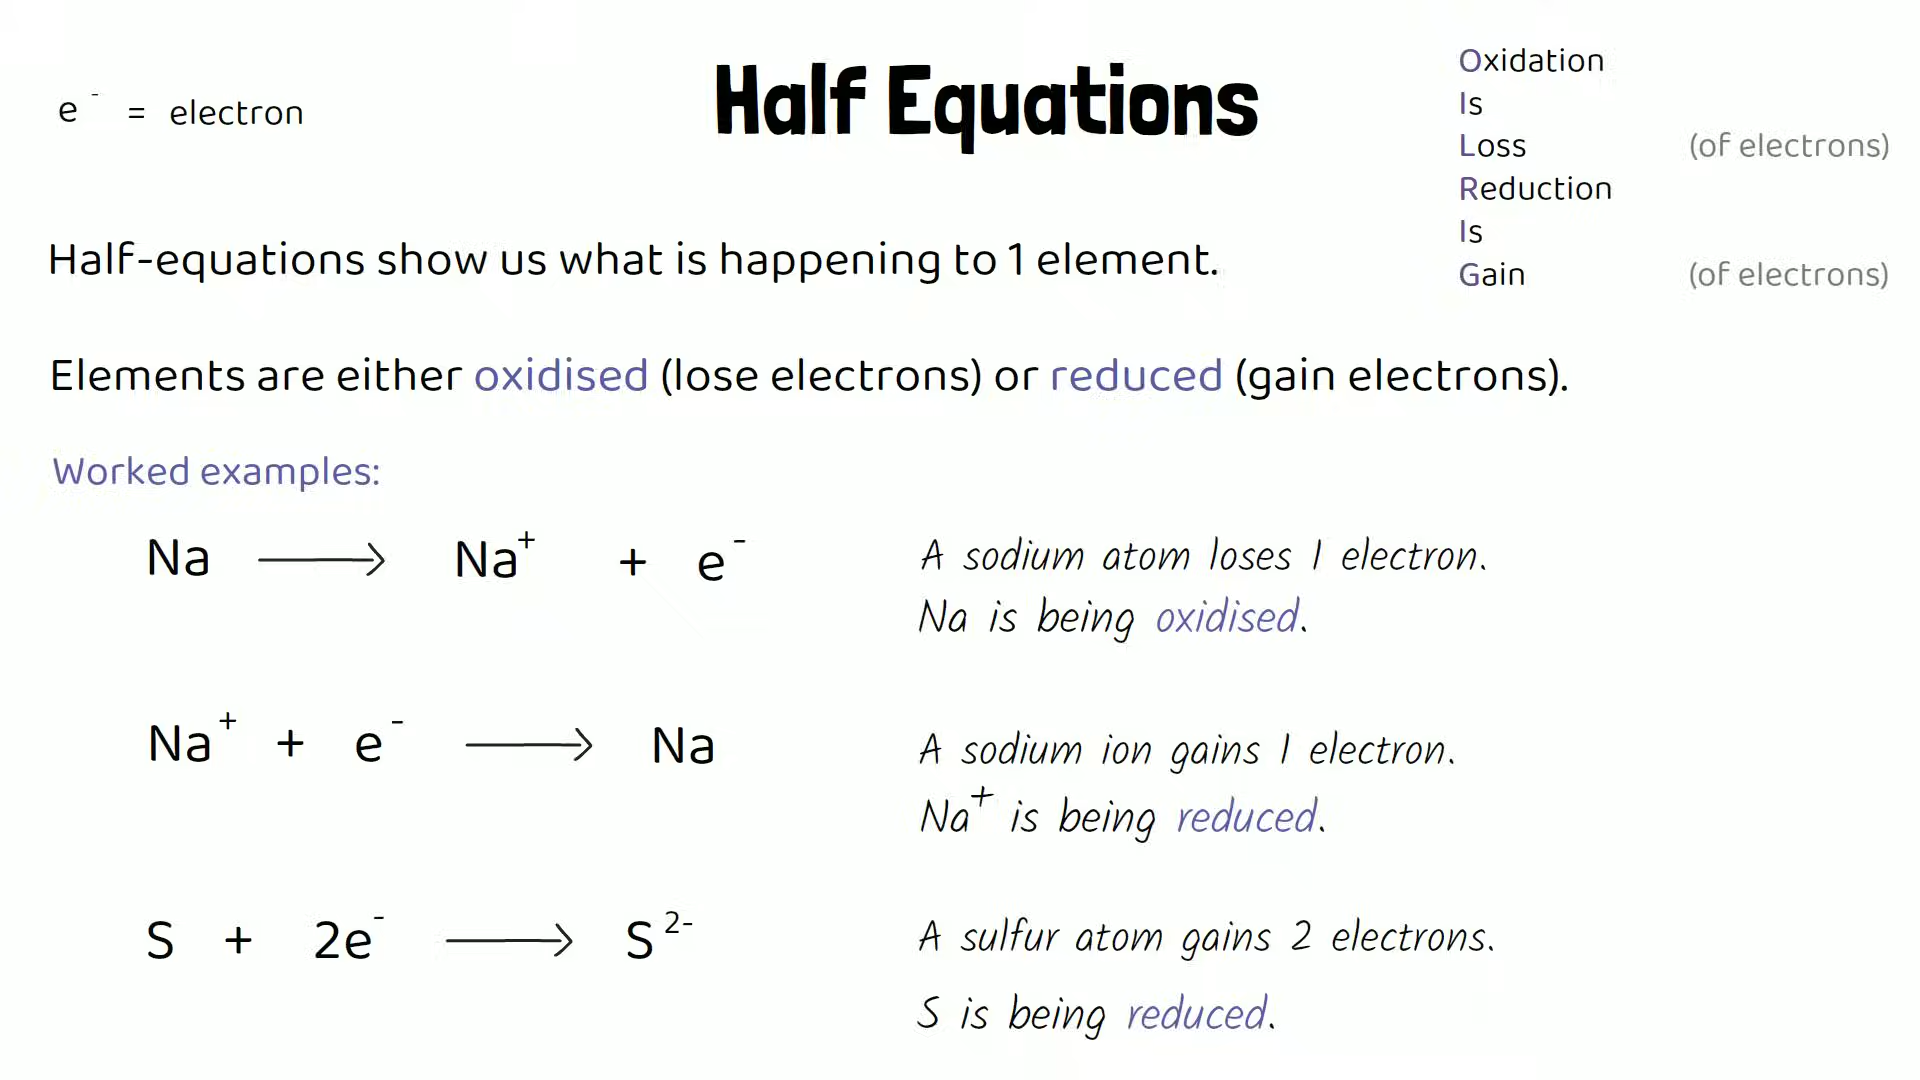 Half Equations
e⁻ = electron
Oxidation
Is
Loss (of electrons)
Reduction
Is
Gain (of electrons)
Half-equations show us what is happening to 1 element.
Elements are either oxidised (lose electrons) or reduced (gain electrons).
Worked examples:
Na ⟶ Na⁺ + e⁻
A sodium atom loses 1 electron.
Na is being oxidised.
Na⁺ + e⁻ ⟶ Na
A sodium ion gains 1 electron.
Na⁺ is being reduced.
S + 2e⁻ ⟶ S²⁻
A sulfur atom gains 2 electrons.
S is being reduced.